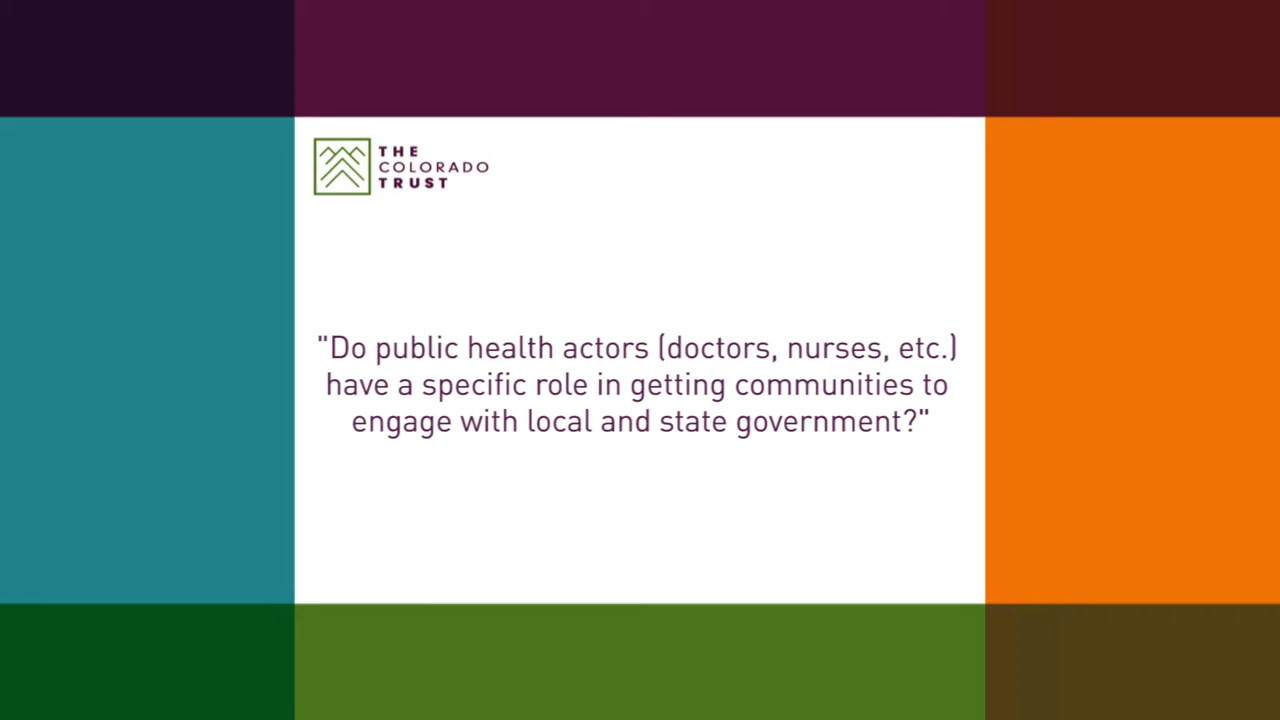 THE
COLORADO
TRUST
"Do public health actors (doctors, nurses, etc.)
have a specific role in getting communities to
engage with local and state government?"